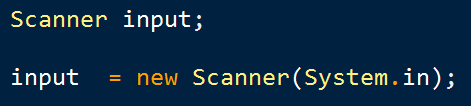 Scanner input;
input  = new Scanner(System.in);